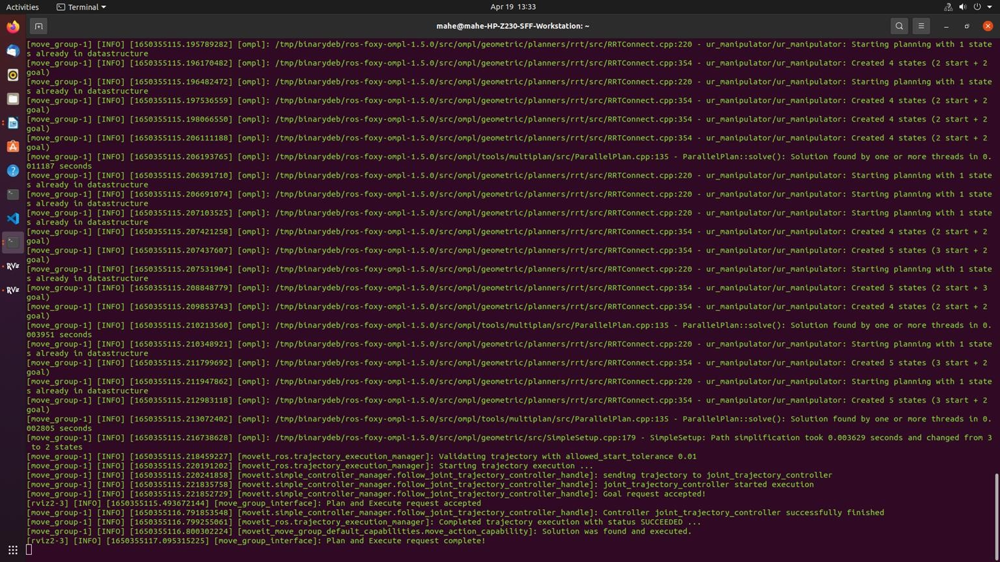 Activities
Terminal
Apr 19 13:33
mahe@mahe-HP-Z230-SFF-Workstation: ~
[move_group-1] [INFO] [1650355115.195789282] [ompl]: /tmp/binarydeb/ros-foxy-ompl-1.5.0/src/ompl/geometric/planners/rrt/src/RRTConnect.cpp:220 - ur_manipulator/ur_manipulator: Starting planning with 1 state
s already in datastructure
[move_group-1] [INFO] [1650355115.196170482] [ompl]: /tmp/binarydeb/ros-foxy-ompl-1.5.0/src/ompl/geometric/planners/rrt/src/RRTConnect.cpp:354 - ur_manipulator/ur_manipulator: Created 4 states (2 start + 2
goal)
[move_group-1] [INFO] [1650355115.196482472] [ompl]: /tmp/binarydeb/ros-foxy-ompl-1.5.0/src/ompl/geometric/planners/rrt/src/RRTConnect.cpp:220 - ur_manipulator/ur_manipulator: Starting planning with 1 state
s already in datastructure
[move_group-1] [INFO] [1650355115.197536559] [ompl]: /tmp/binarydeb/ros-foxy-ompl-1.5.0/src/ompl/geometric/planners/rrt/src/RRTConnect.cpp:354 - ur_manipulator/ur_manipulator: Created 4 states (2 start + 2
goal)
[move_group-1] [INFO] [1650355115.198066550] [ompl]: /tmp/binarydeb/ros-foxy-ompl-1.5.0/src/ompl/geometric/planners/rrt/src/RRTConnect.cpp:354 - ur_manipulator/ur_manipulator: Created 4 states (2 start + 2
goal)
[move_group-1] [INFO] [1650355115.206111188] [ompl]: /tmp/binarydeb/ros-foxy-ompl-1.5.0/src/ompl/geometric/planners/rrt/src/RRTConnect.cpp:354 - ur_manipulator/ur_manipulator: Created 4 states (2 start + 2
goal)
[move_group-1] [INFO] [1650355115.206193765] [ompl]: /tmp/binarydeb/ros-foxy-ompl-1.5.0/src/ompl/tools/multiplan/src/ParallelPlan.cpp:135 - ParallelPlan::solve(): Solution found by one or more threads in 0.
011187 seconds
[move_group-1] [INFO] [1650355115.206391710] [ompl]: /tmp/binarydeb/ros-foxy-ompl-1.5.0/src/ompl/geometric/planners/rrt/src/RRTConnect.cpp:220 - ur_manipulator/ur_manipulator: Starting planning with 1 state
s already in datastructure
[move_group-1] [INFO] [1650355115.206691074] [ompl]: /tmp/binarydeb/ros-foxy-ompl-1.5.0/src/ompl/geometric/planners/rrt/src/RRTConnect.cpp:220 - ur_manipulator/ur_manipulator: Starting planning with 1 state
s already in datastructure
[move_group-1] [INFO] [1650355115.207103525] [ompl]: /tmp/binarydeb/ros-foxy-ompl-1.5.0/src/ompl/geometric/planners/rrt/src/RRTConnect.cpp:220 - ur_manipulator/ur_manipulator: Starting planning with 1 state
s already in datastructure
[move_group-1] [INFO] [1650355115.207421258] [ompl]: /tmp/binarydeb/ros-foxy-ompl-1.5.0/src/ompl/geometric/planners/rrt/src/RRTConnect.cpp:354 - ur_manipulator/ur_manipulator: Created 4 states (2 start + 2
goal)
[move_group-1] [INFO] [1650355115.207437607] [ompl]: /tmp/binarydeb/ros-foxy-ompl-1.5.0/src/ompl/geometric/planners/rrt/src/RRTConnect.cpp:354 - ur_manipulator/ur_manipulator: Created 5 states (3 start + 2
goal)
[move_group-1] [INFO] [1650355115.207531904] [ompl]: /tmp/binarydeb/ros-foxy-ompl-1.5.0/src/ompl/geometric/planners/rrt/src/RRTConnect.cpp:220 - ur_manipulator/ur_manipulator: Starting planning with 1 state
s already in datastructure
[move_group-1] [INFO] [1650355115.208848779] [ompl]: /tmp/binarydeb/ros-foxy-ompl-1.5.0/src/ompl/geometric/planners/rrt/src/RRTConnect.cpp:354 - ur_manipulator/ur_manipulator: Created 5 states (2 start + 3
goal)
[move_group-1] [INFO] [1650355115.209853743] [ompl]: /tmp/binarydeb/ros-foxy-ompl-1.5.0/src/ompl/geometric/planners/rrt/src/RRTConnect.cpp:354 - ur_manipulator/ur_manipulator: Created 4 states (2 start + 2
goal)
[move_group-1] [INFO] [1650355115.210213560] [ompl]: /tmp/binarydeb/ros-foxy-ompl-1.5.0/src/ompl/tools/multiplan/src/ParallelPlan.cpp:135 - ParallelPlan::solve(): Solution found by one or more threads in 0.
003951 seconds
[move_group-1] [INFO] [1650355115.210348921] [ompl]: /tmp/binarydeb/ros-foxy-ompl-1.5.0/src/ompl/geometric/planners/rrt/src/RRTConnect.cpp:220 - ur_manipulator/ur_manipulator: Starting planning with 1 state
s already in datastructure
[move_group-1] [INFO] [1650355115.211799692] [ompl]: /tmp/binarydeb/ros-foxy-ompl-1.5.0/src/ompl/geometric/planners/rrt/src/RRTConnect.cpp:354 - ur_manipulator/ur_manipulator: Created 5 states (3 start + 2
goal)
[move_group-1] [INFO] [1650355115.211947862] [ompl]: /tmp/binarydeb/ros-foxy-ompl-1.5.0/src/ompl/geometric/planners/rrt/src/RRTConnect.cpp:220 - ur_manipulator/ur_manipulator: Starting planning with 1 state
s already in datastructure
[move_group-1] [INFO] [1650355115.212983118] [ompl]: /tmp/binarydeb/ros-foxy-ompl-1.5.0/src/ompl/geometric/planners/rrt/src/RRTConnect.cpp:354 - ur_manipulator/ur_manipulator: Created 5 states (3 start + 2
goal)
[move_group-1] [INFO] [1650355115.213072402] [ompl]: /tmp/binarydeb/ros-foxy-ompl-1.5.0/src/ompl/tools/multiplan/src/ParallelPlan.cpp:135 - ParallelPlan::solve(): Solution found by one or more threads in 0.
002805 seconds
[move_group-1] [INFO] [1650355115.216738628] [ompl]: /tmp/binarydeb/ros-foxy-ompl-1.5.0/src/ompl/geometric/src/SimpleSetup.cpp:179 - SimpleSetup: Path simplification took 0.003629 seconds and changed from 3
to 2 states
[move_group-1] [INFO] [1650355115.218459227] [moveit_ros.trajectory_execution_manager]: Validating trajectory with allowed_start_tolerance 0.01
[move_group-1] [INFO] [1650355115.220191202] [moveit_ros.trajectory_execution_manager]: Starting trajectory execution ...
[move_group-1] [INFO] [1650355115.220241858] [moveit.simple_controller_manager.follow_joint_trajectory_controller_handle]: sending trajectory to joint_trajectory_controller
[move_group-1] [INFO] [1650355115.221835758] [moveit.simple_controller_manager.follow_joint_trajectory_controller_handle]: joint_trajectory_controller started execution
[move_group-1] [INFO] [1650355115.221852729] [moveit.simple_controller_manager.follow_joint_trajectory_controller_handle]: Goal request accepted!
[rviz2-3] [INFO] [1650355115.493672144] [move_group_interface]: Plan and Execute request accepted
[move_group-1] [INFO] [1650355116.791853548] [moveit.simple_controller_manager.follow_joint_trajectory_controller_handle]: Controller joint_trajectory_controller successfully finished
[move_group-1] [INFO] [1650355116.799255061] [moveit_ros.trajectory_execution_manager]: Completed trajectory execution with status SUCCEEDED ...
[move_group-1] [INFO] [1650355116.800302224] [moveit_move_group_default_capabilities.move_action_capability]: Solution was found and executed.
[rviz2-3] [INFO] [1650355117.095315225] [move_group_interface]: Plan and Execute request complete!
RViz
RViz